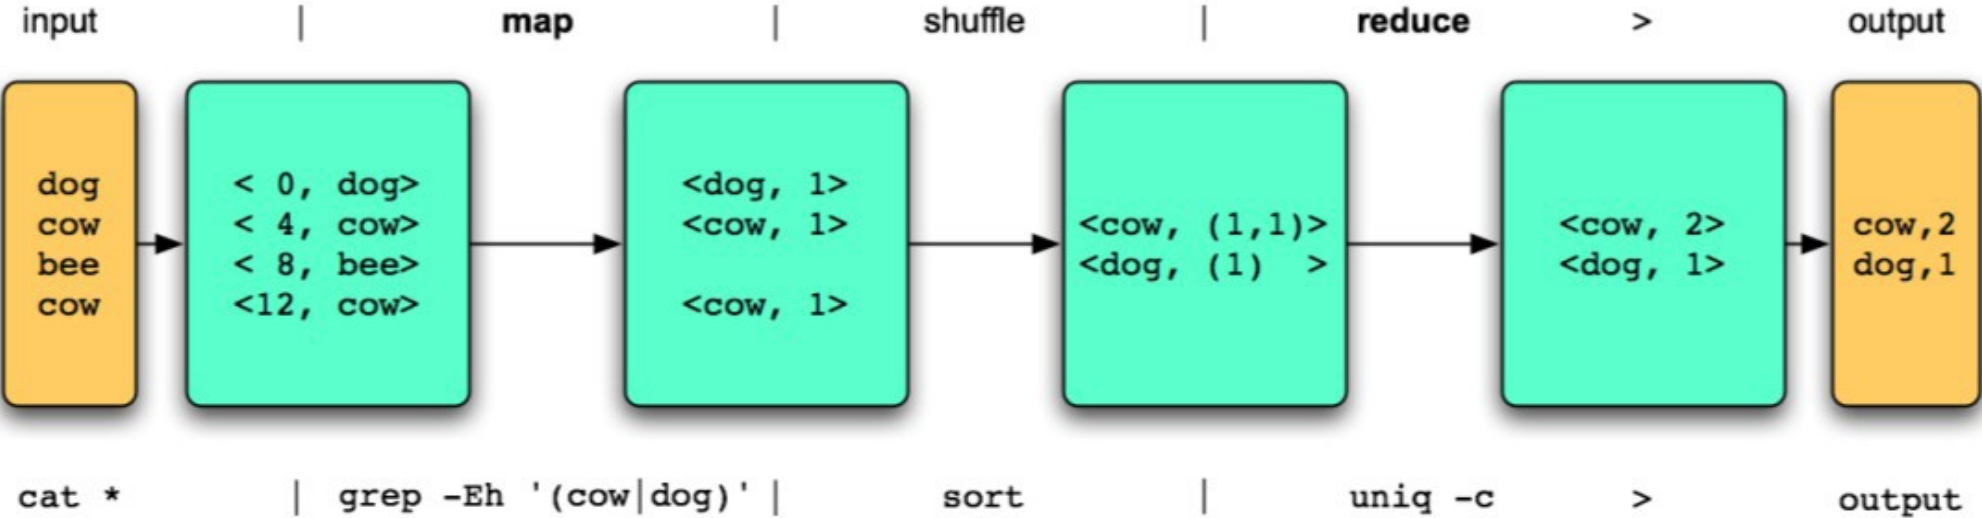 input | map | shuffle | reduce > output
dog
cow
bee
cow
< 0, dog>
< 4, cow>
< 8, bee>
<12, cow>
<dog, 1>
<cow, 1>
<cow, 1>
<cow, (1,1)>
<dog, (1)  >
<cow, 2>
<dog, 1>
cow,2
dog,1
cat * | grep -Eh '(cow|dog)' | sort | uniq -c > output